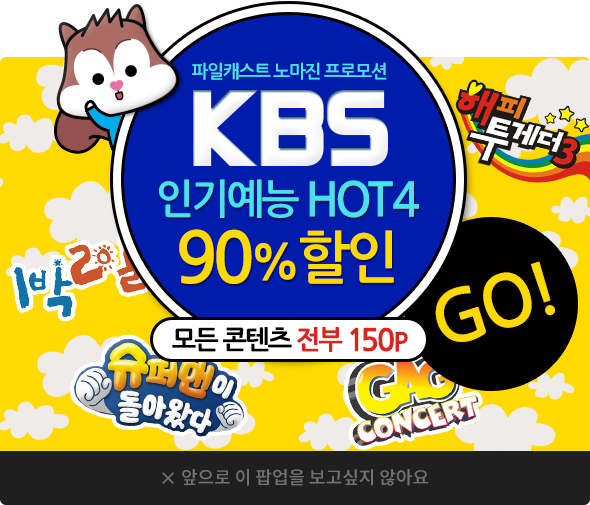 파일캐스트 노마진 프로모션
KBS
인기예능 HOT4
90% 할인
모든 콘텐츠 전부 150P
해피
투게더3
1박2일
GO!
슈퍼맨이
돌아왔다
GAG
CONCERT
× 앞으로 이 팝업을 보고싶지 않아요